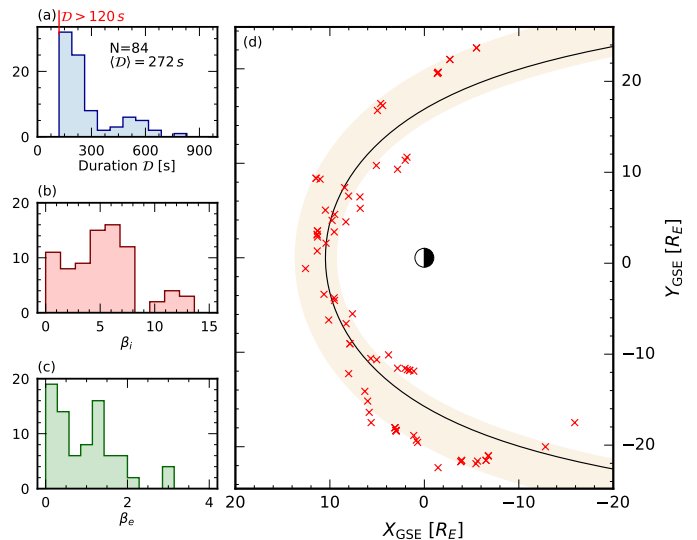 (a)
𝒟 > 120 s
N=84
⟨𝒟⟩ = 272 s
30
0
0 300 600 900
Duration 𝒟 [s]
(b)
20
10
0
0 5 10 15
β_i
(c)
20
10
0
0 2 4
β_e
(d)
20
10
0
−10
−20
Y_GSE [R_E]
20 10 0 −10 −20
X_GSE [R_E]